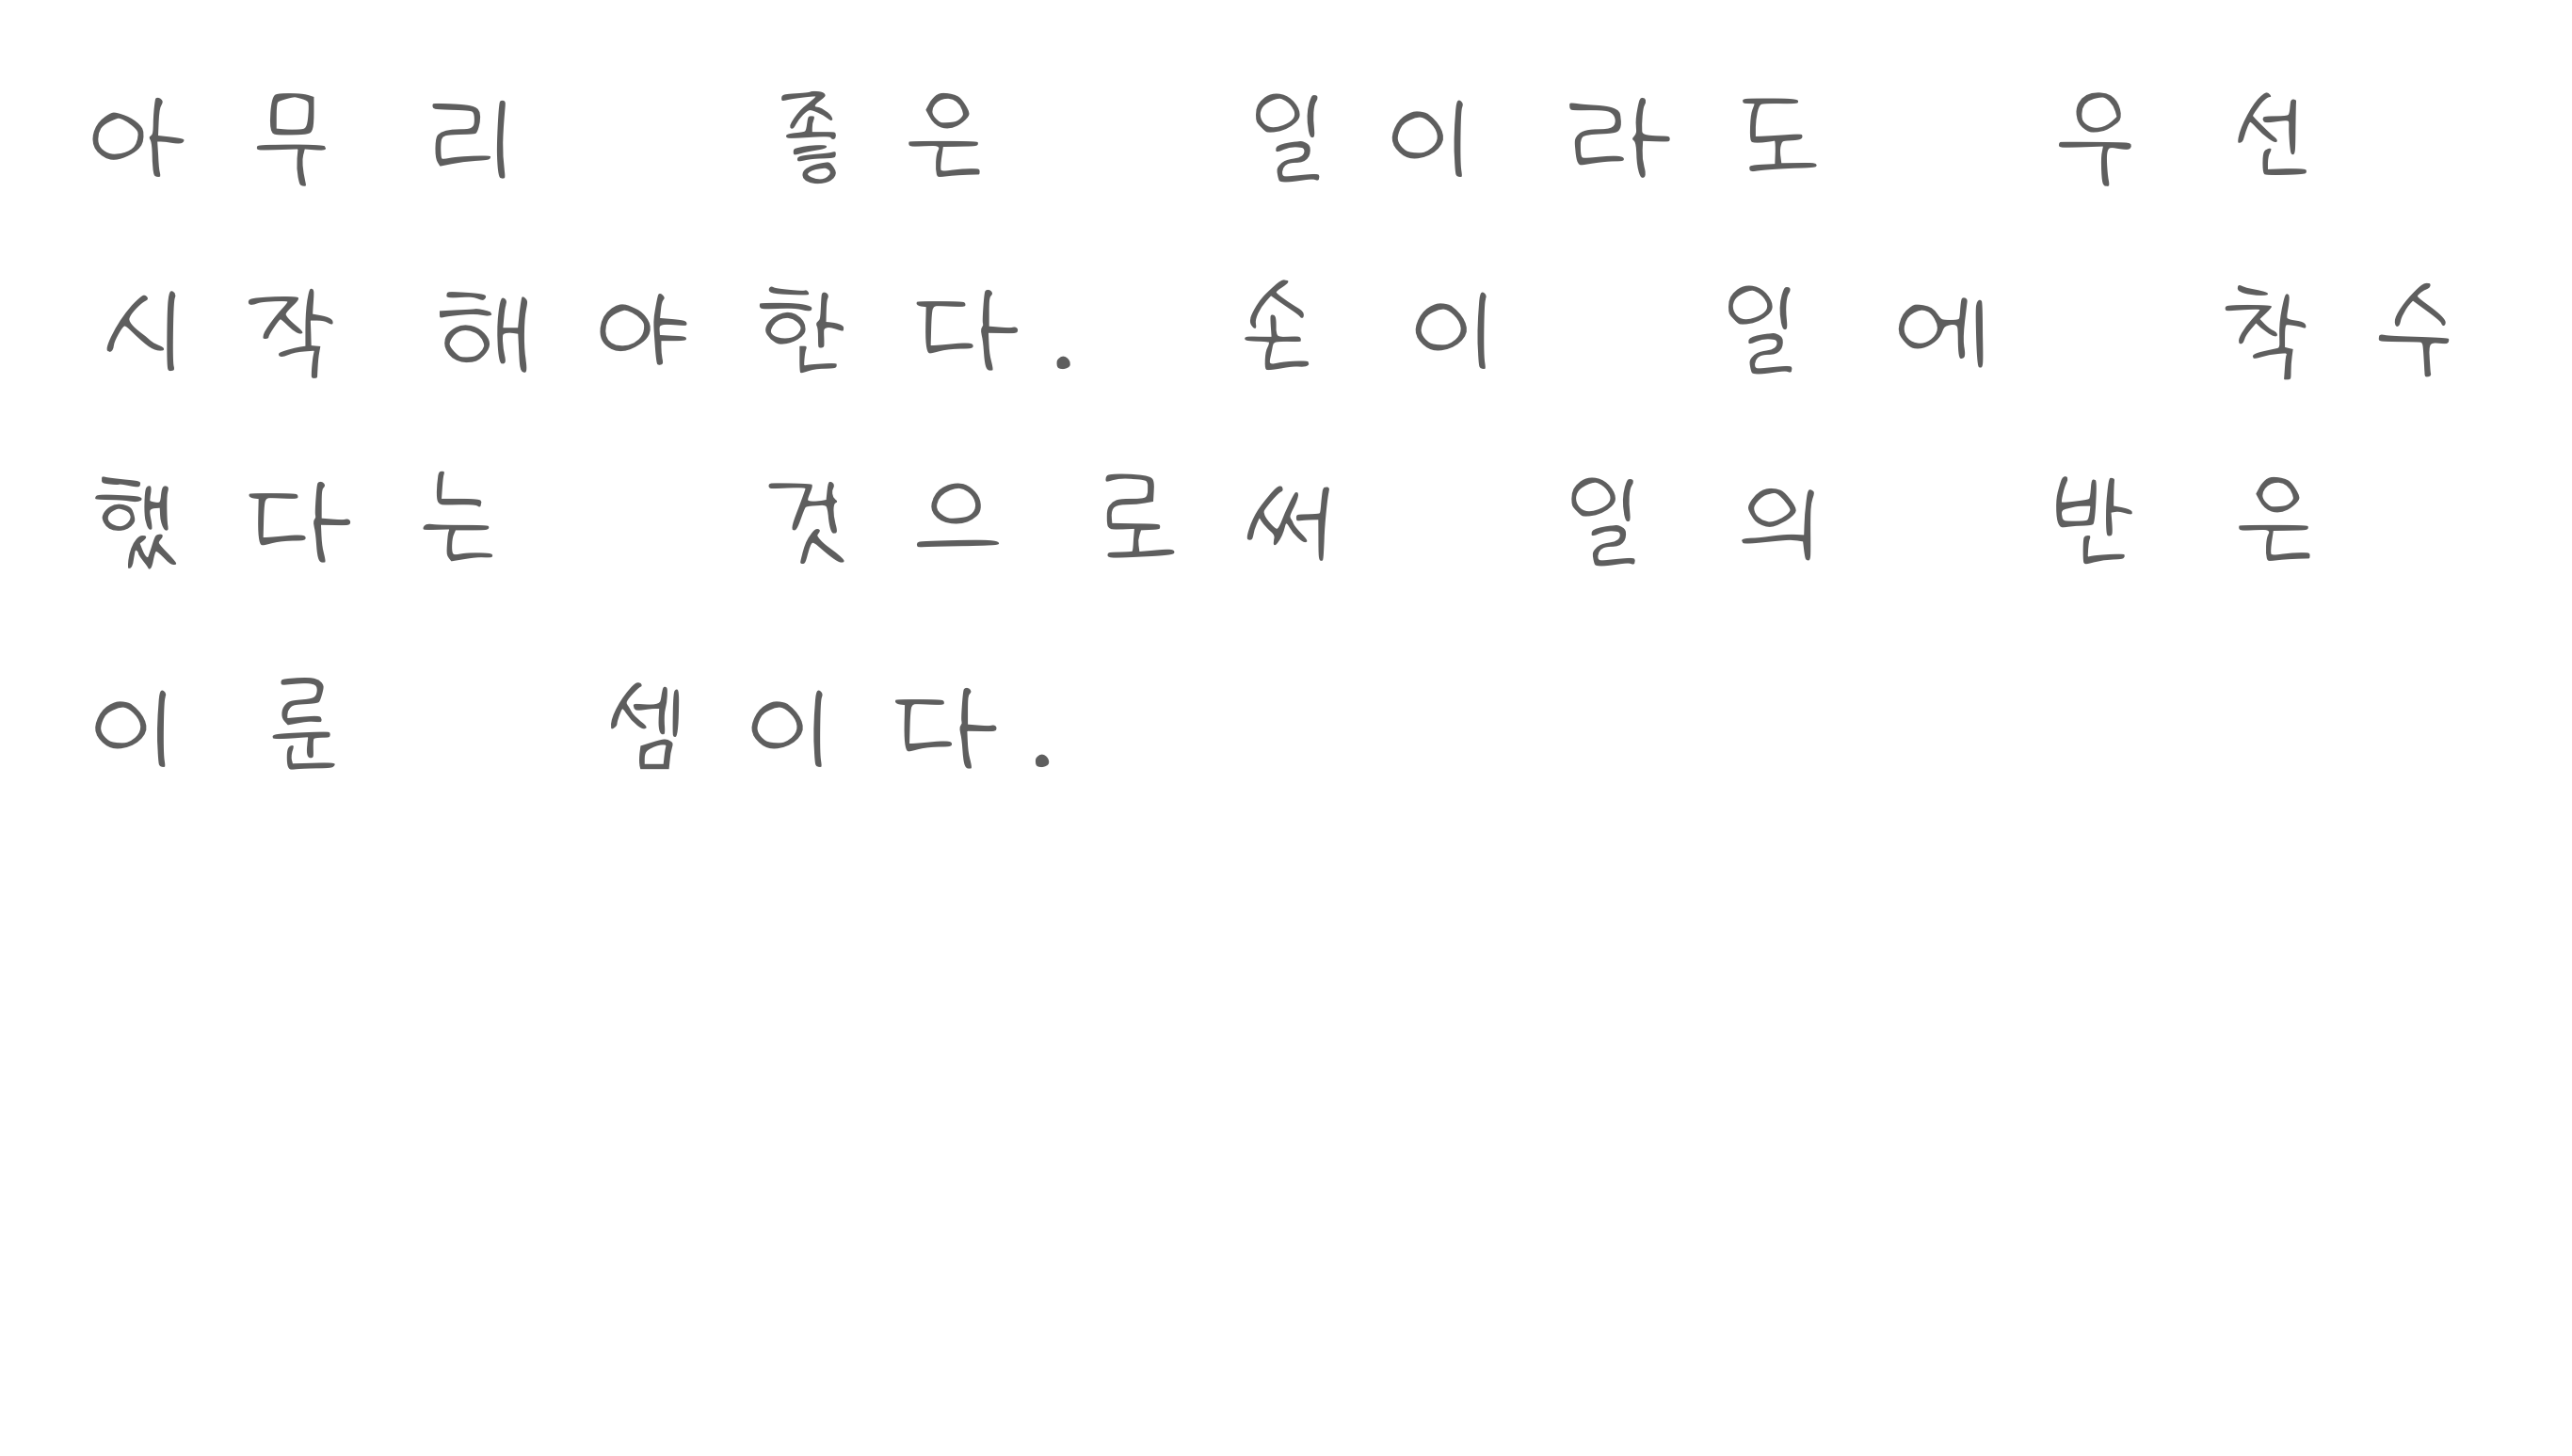 아무리 좋은 일이라도 우선
시작해야한다. 손이 일에 착수
했다는 것으로써 일의 반은
이룬 셈이다.